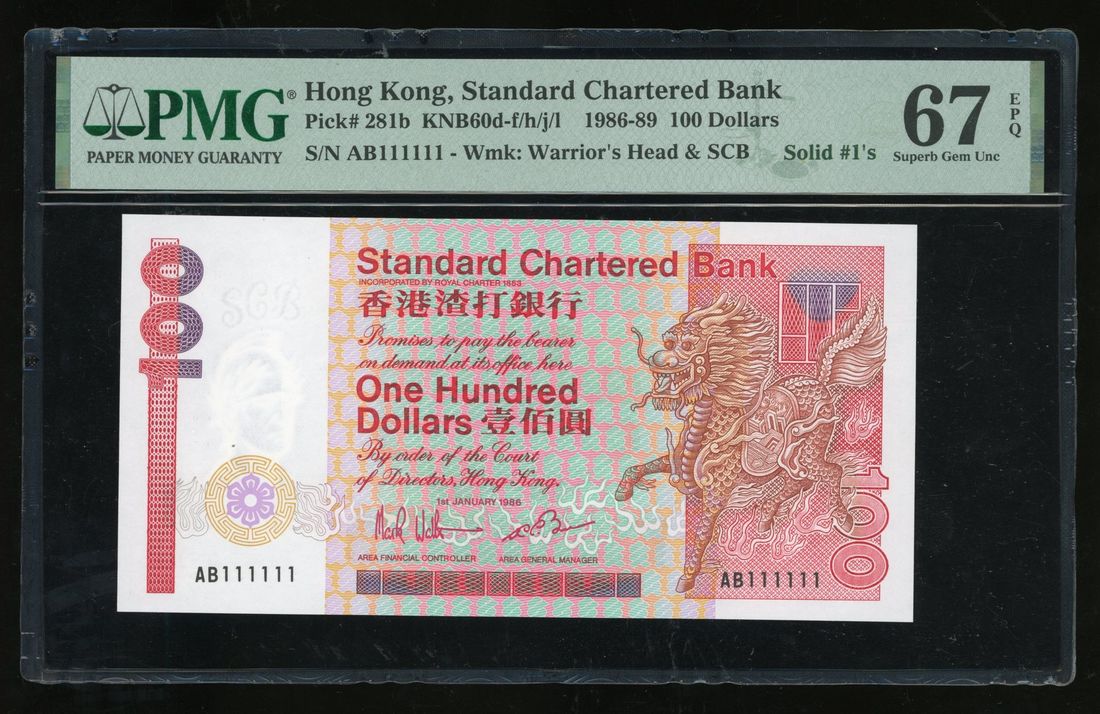 PMG®
PAPER MONEY GUARANTY
Hong Kong, Standard Chartered Bank
Pick# 281b KNB60d-f/h/j/l 1986-89 100 Dollars
S/N AB111111 - Wmk: Warrior's Head & SCB Solid #1's
67 EPQ
Superb Gem Unc
100
SCB
Standard Chartered Bank
INCORPORATED BY ROYAL CHARTER 1853
香港渣打銀行
Promises to pay the bearer
on demand at its office here
One Hundred
Dollars 壹佰圓
By order of the Court
of Directors, Hong Kong.
1st JANUARY 1986
AREA FINANCIAL CONTROLLER AREA GENERAL MANAGER
AB111111 AB111111
100